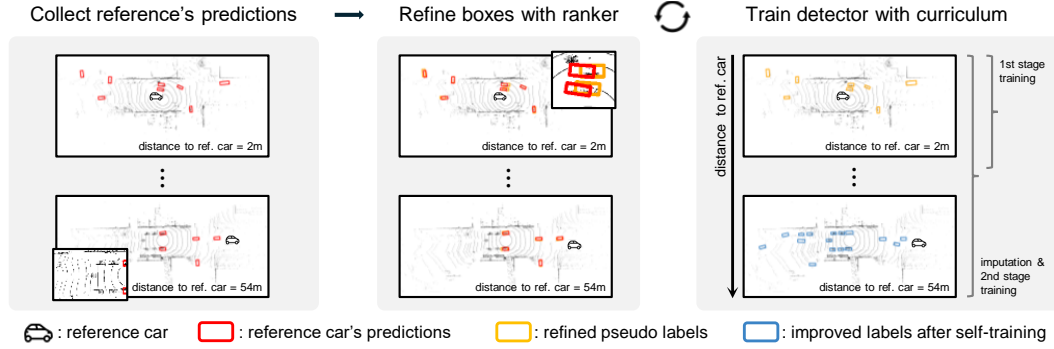 Collect reference's predictions
Refine boxes with ranker
Train detector with curriculum
distance to ref. car = 2m
distance to ref. car = 54m
distance to ref. car = 2m
distance to ref. car = 54m
distance to ref. car
distance to ref. car = 2m
distance to ref. car = 54m
1st stage
training
imputation &
2nd stage
training
: reference car
: reference car's predictions
: refined pseudo labels
: improved labels after self-training